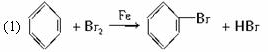 (1) + Br₂ Fe → Br + HBr